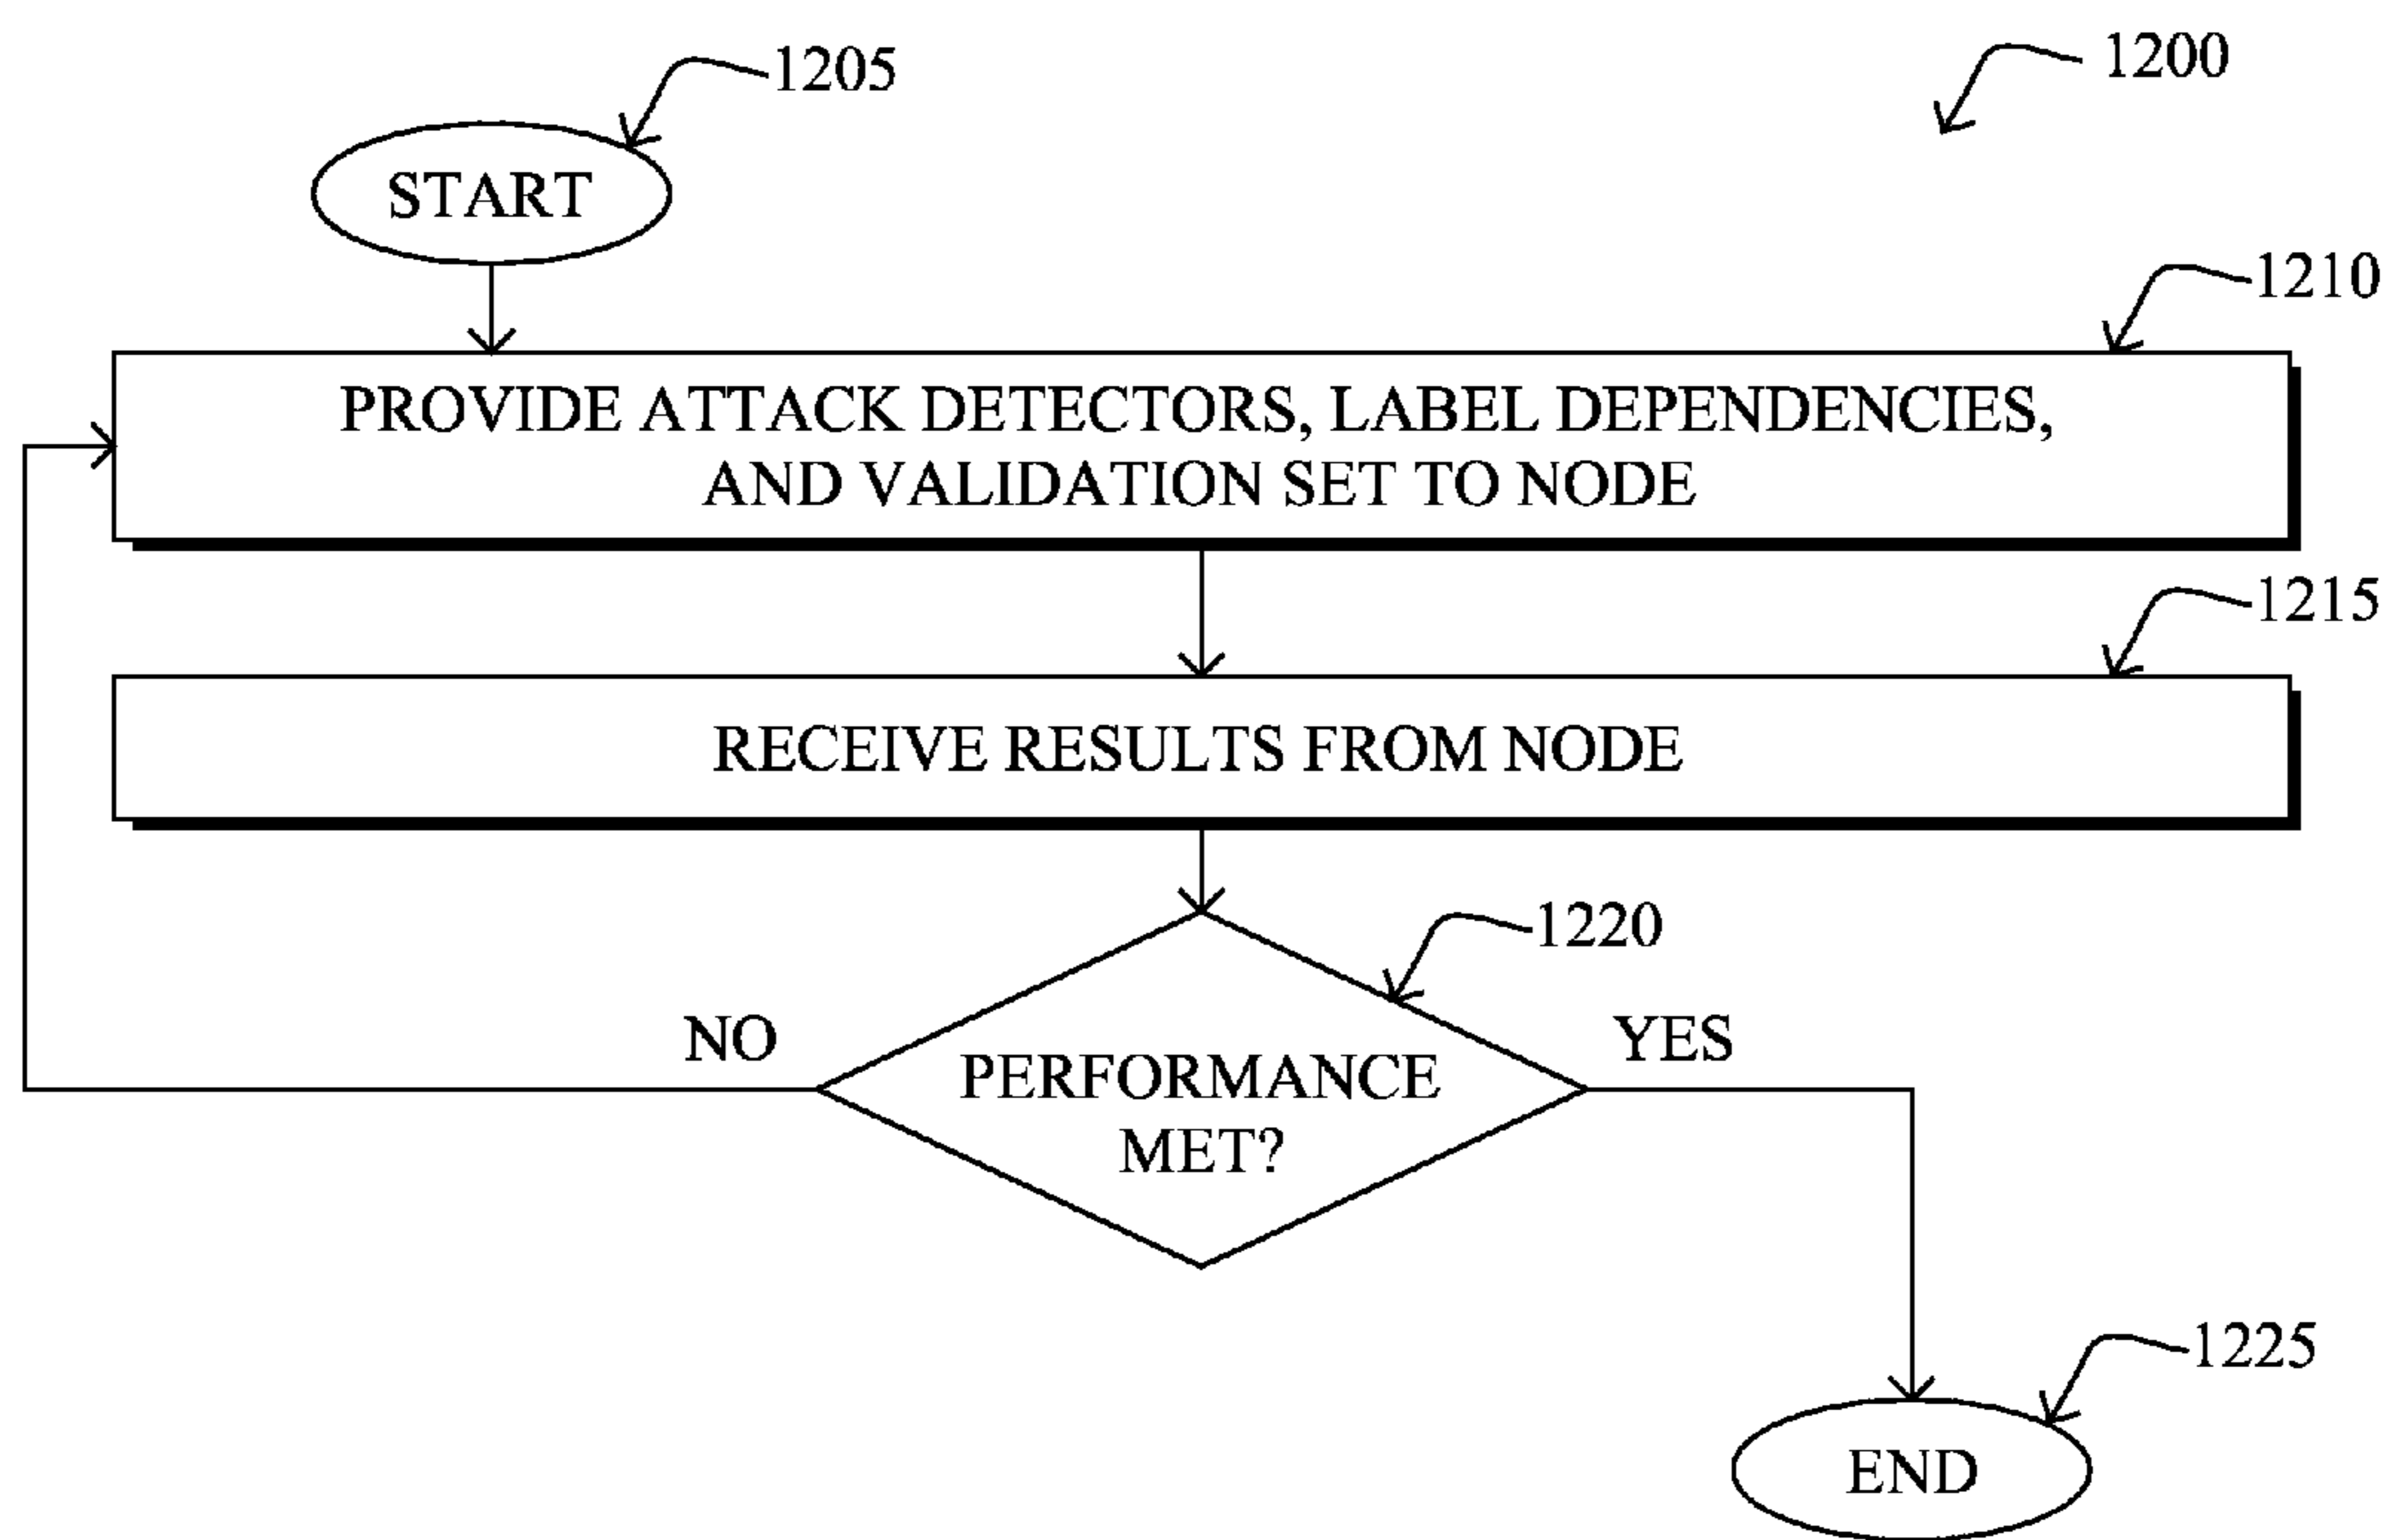 1205
1200
START
1210
PROVIDE ATTACK DETECTORS, LABEL DEPENDENCIES,
AND VALIDATION SET TO NODE
1215
RECEIVE RESULTS FROM NODE
1220
NO
YES
PERFORMANCE
MET?
1225
END